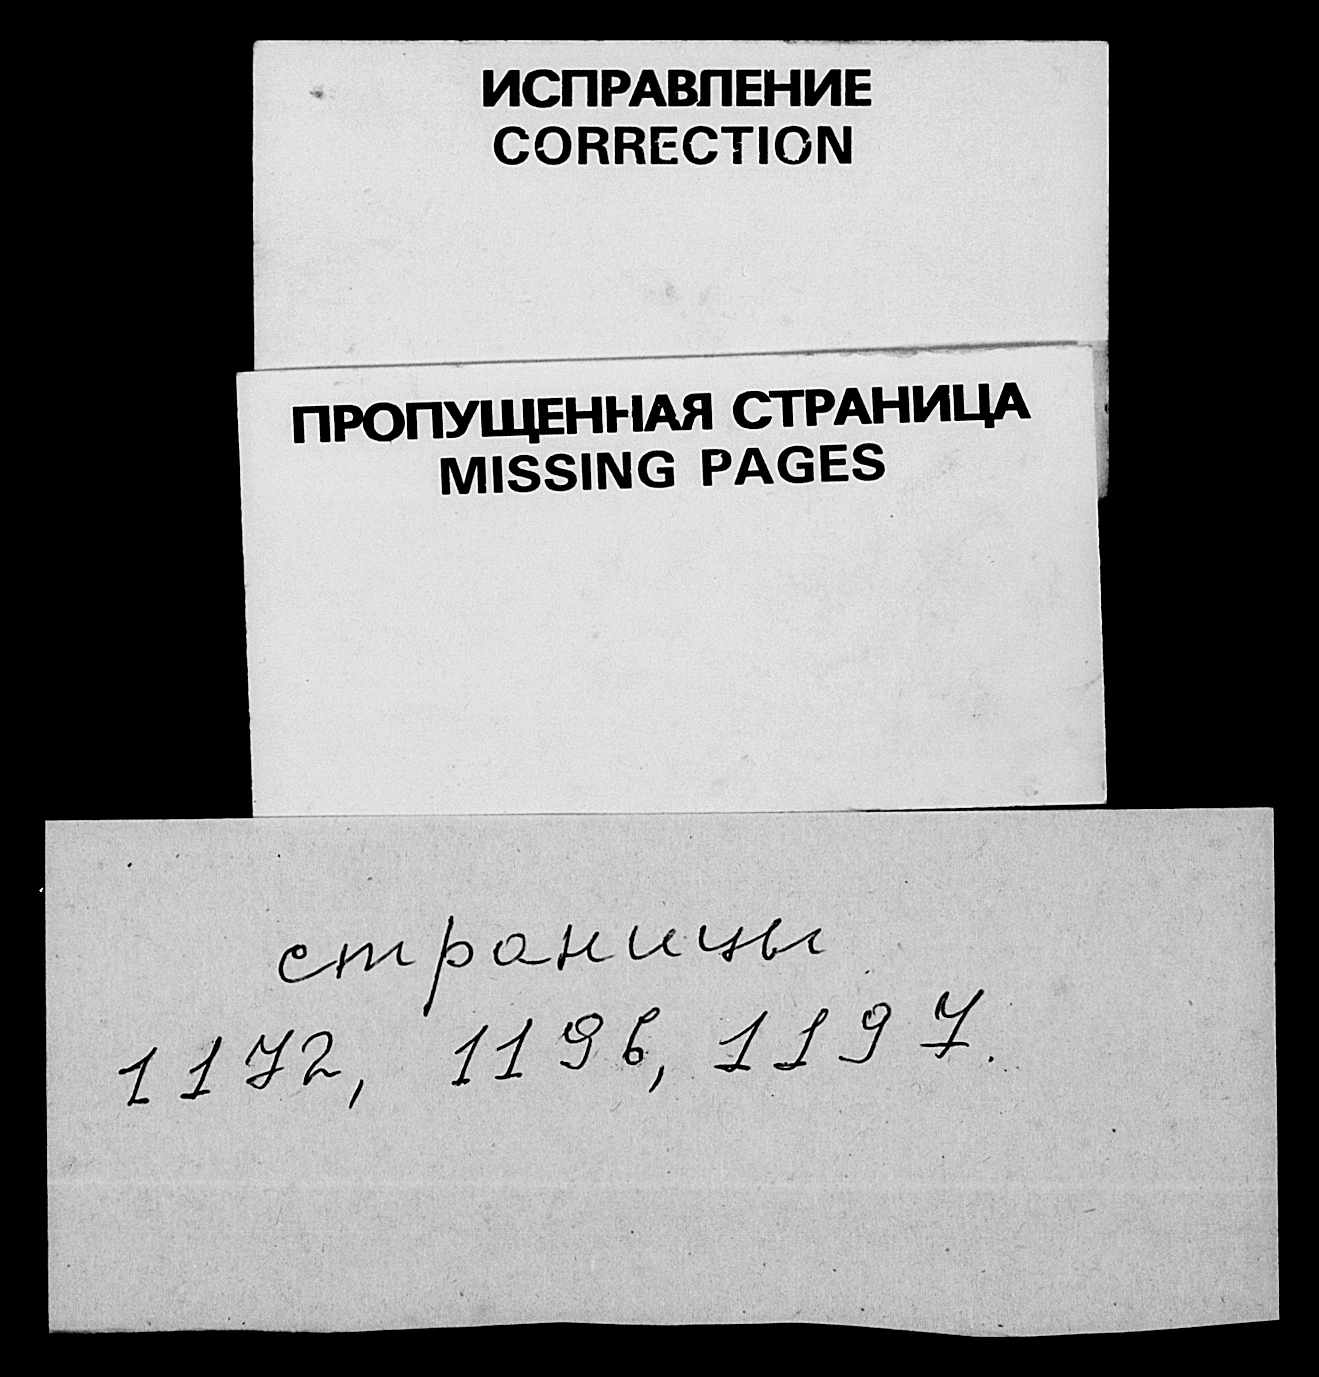 ИСПРАВЛЕНИЕ
CORRECTION
ПРОПУЩЕННАЯ СТРАНИЦА
MISSING PAGES
страницы
1172, 1196, 1197.